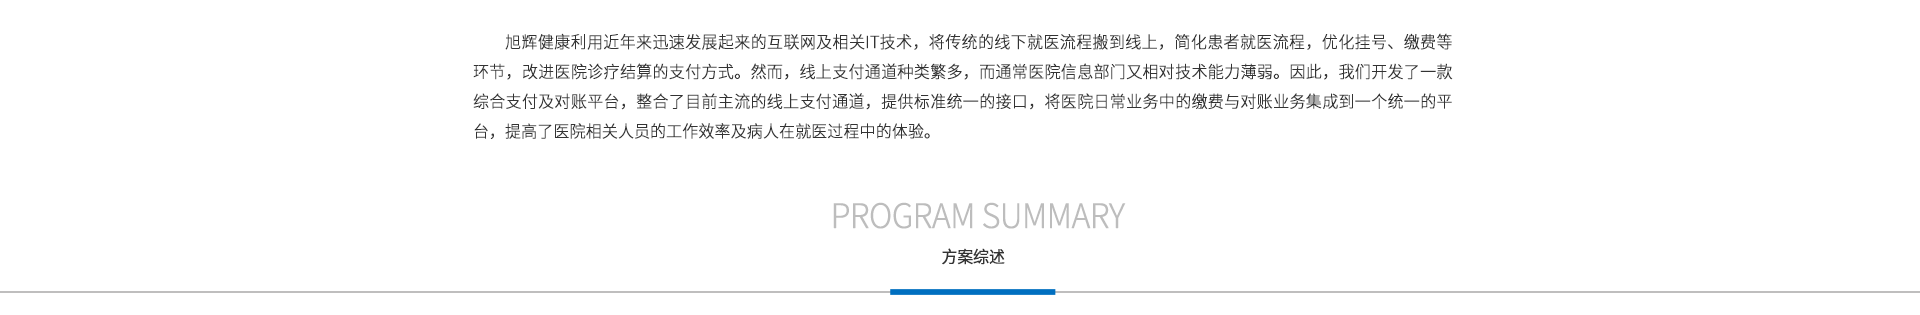 旭辉健康利用近年来迅速发展起来的互联网及相关IT技术，将传统的线下就医流程搬到线上，简化患者就医流程，优化挂号、缴费等
环节，改进医院诊疗结算的支付方式。然而，线上支付通道种类繁多，而通常医院信息部门又相对技术能力薄弱。因此，我们开发了一款
综合支付及对账平台，整合了目前主流的线上支付通道，提供标准统一的接口，将医院日常业务中的缴费与对账业务集成到一个统一的平
台，提高了医院相关人员的工作效率及病人在就医过程中的体验。
PROGRAM SUMMARY
方案综述